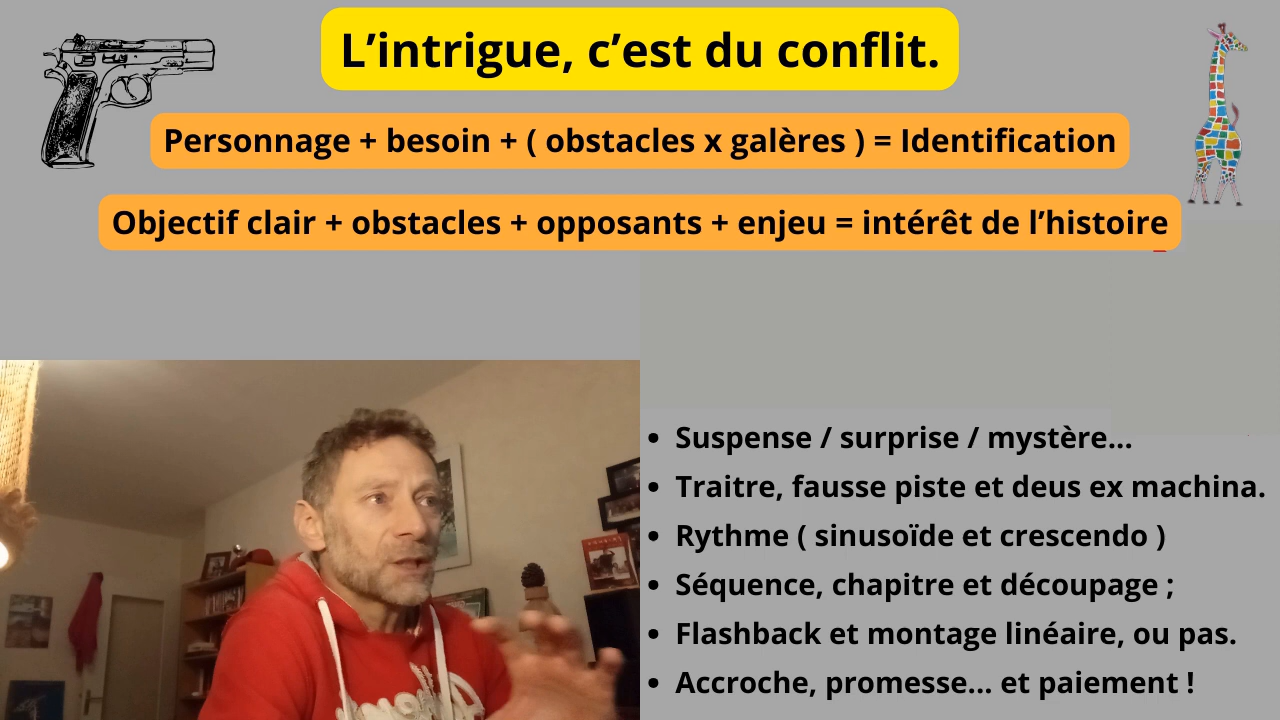 L’intrigue, c’est du conflit.
Personnage + besoin + ( obstacles x galères ) = Identification
Objectif clair + obstacles + opposants + enjeu = intérêt de l’histoire
• Suspense / surprise / mystère...
• Traitre, fausse piste et deus ex machina.
• Rythme ( sinusoïde et crescendo )
• Séquence, chapitre et découpage ;
• Flashback et montage linéaire, ou pas.
• Accroche, promesse... et paiement !